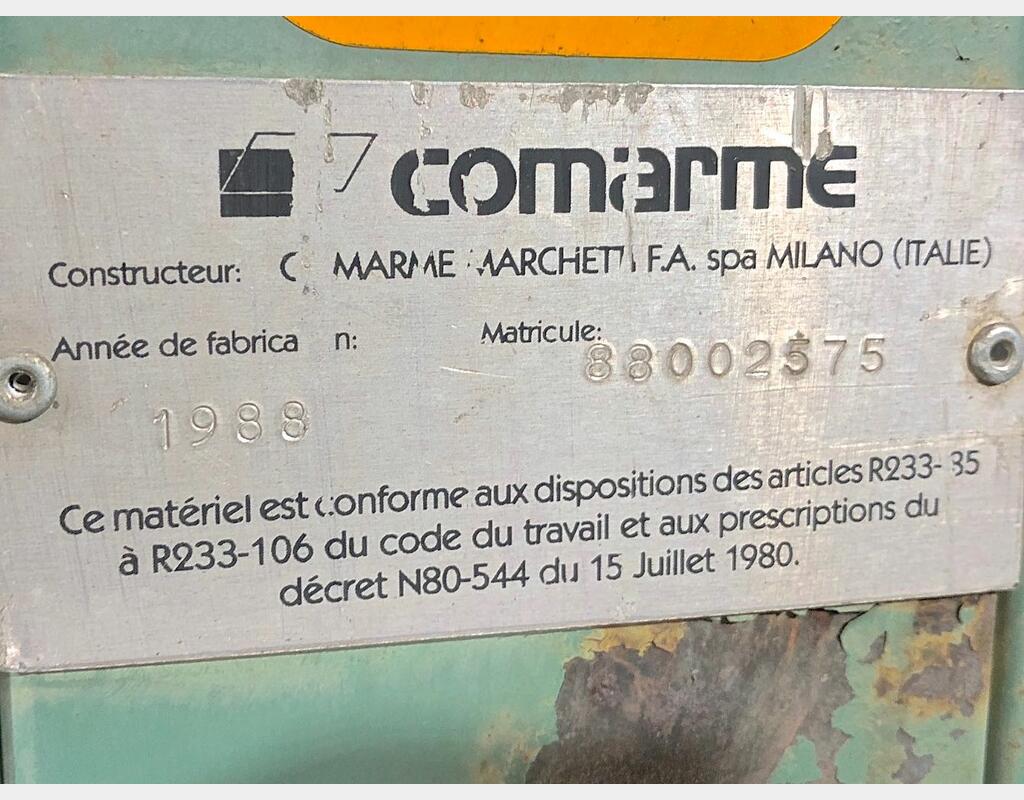 comarme
Constructeur: MARME MARCHETTI F.A. spa MILANO (ITALIE)
Année de fabrica n: Matricule:
88002575
1988
Ce matériel est conforme aux dispositions des articles R233-85
à R233-106 du code du travail et aux prescriptions du
décret N80-544 du 15 Juillet 1980.